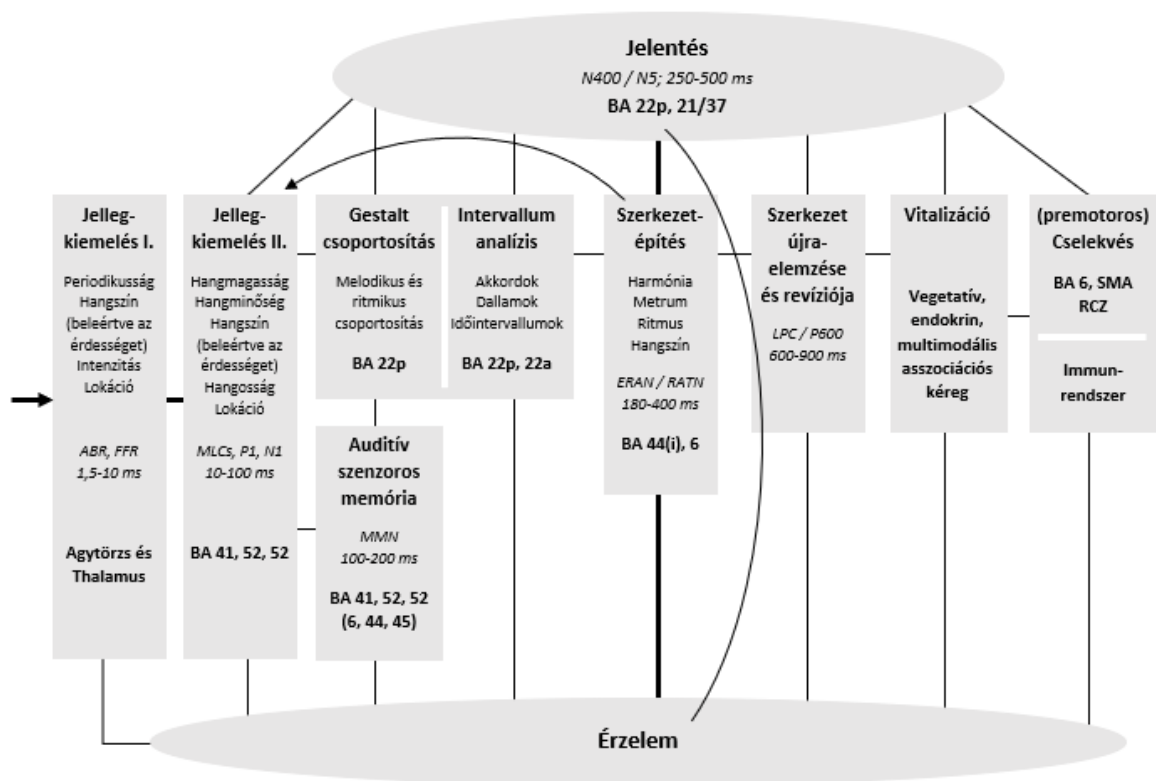 Jelentés
N400 / N5; 250-500 ms
BA 22p, 21/37
Jelleg-
kiemelés I.
Periodikusság
Hangszín
(beleértve az
érdességet)
Intenzitás
Lokáció
ABR, FFR
1,5-10 ms
Agytörzs és
Thalamus
Jelleg-
kiemelés II.
Hangmagasság
Hangminőség
Hangszín
(beleértve az
érdességet)
Hangosság
Lokáció
MLCs, P1, N1
10-100 ms
BA 41, 52, 52
Gestalt
csoportosítás
Melodikus és
ritmikus
csoportosítás
BA 22p
Auditív
szenzoros
memória
MMN
100-200 ms
BA 41, 52, 52
(6, 44, 45)
Intervallum
analízis
Akkordok
Dallamok
Időintervallumok
BA 22p, 22a
Szerkezet-
építés
Harmónia
Metrum
Ritmus
Hangszín
ERAN / RATN
180-400 ms
BA 44(i), 6
Szerkezet
újra-
elemzése
és revíziója
LPC / P600
600-900 ms
Vitalizáció
Vegetatív,
endokrin,
multimodális
asszociációs
kéreg
(premotoros)
Cselekvés
BA 6, SMA
RCZ
Immun-
rendszer
Érzelem